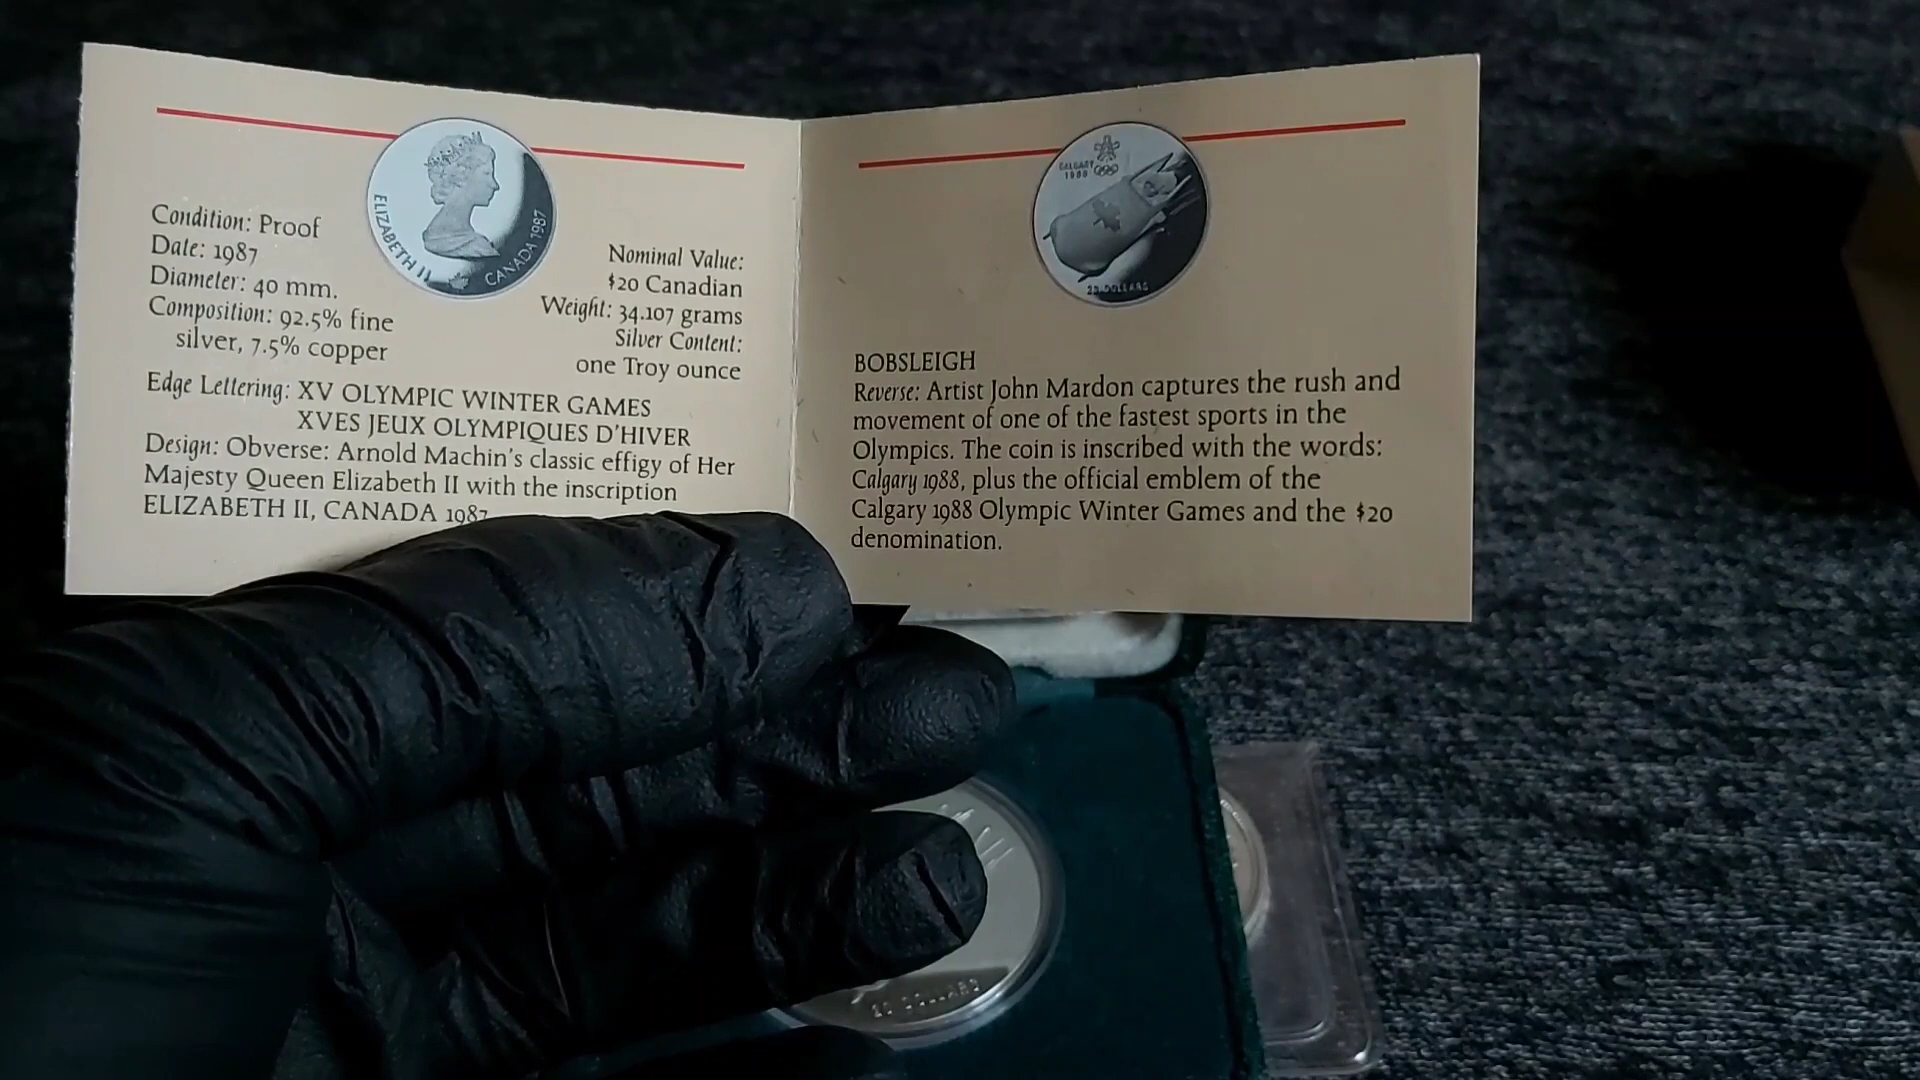 ELIZABETH II CANADA 1987
Condition: Proof
Date: 1987
Diameter: 40 mm.
Composition: 92.5% fine
silver, 7.5% copper
Nominal Value:
$20 Canadian
Weight: 34.107 grams
Silver Content:
one Troy ounce
Edge Lettering: XV OLYMPIC WINTER GAMES
XVES JEUX OLYMPIQUES D'HIVER
Design: Obverse: Arnold Machin's classic effigy of Her
Majesty Queen Elizabeth II with the inscription
ELIZABETH II, CANADA 1987
CALGARY
1988
20 DOLLARS
BOBSLEIGH
Reverse: Artist John Mardon captures the rush and
movement of one of the fastest sports in the
Olympics. The coin is inscribed with the words:
Calgary 1988, plus the official emblem of the
Calgary 1988 Olympic Winter Games and the $20
denomination.
20 DOLLARS